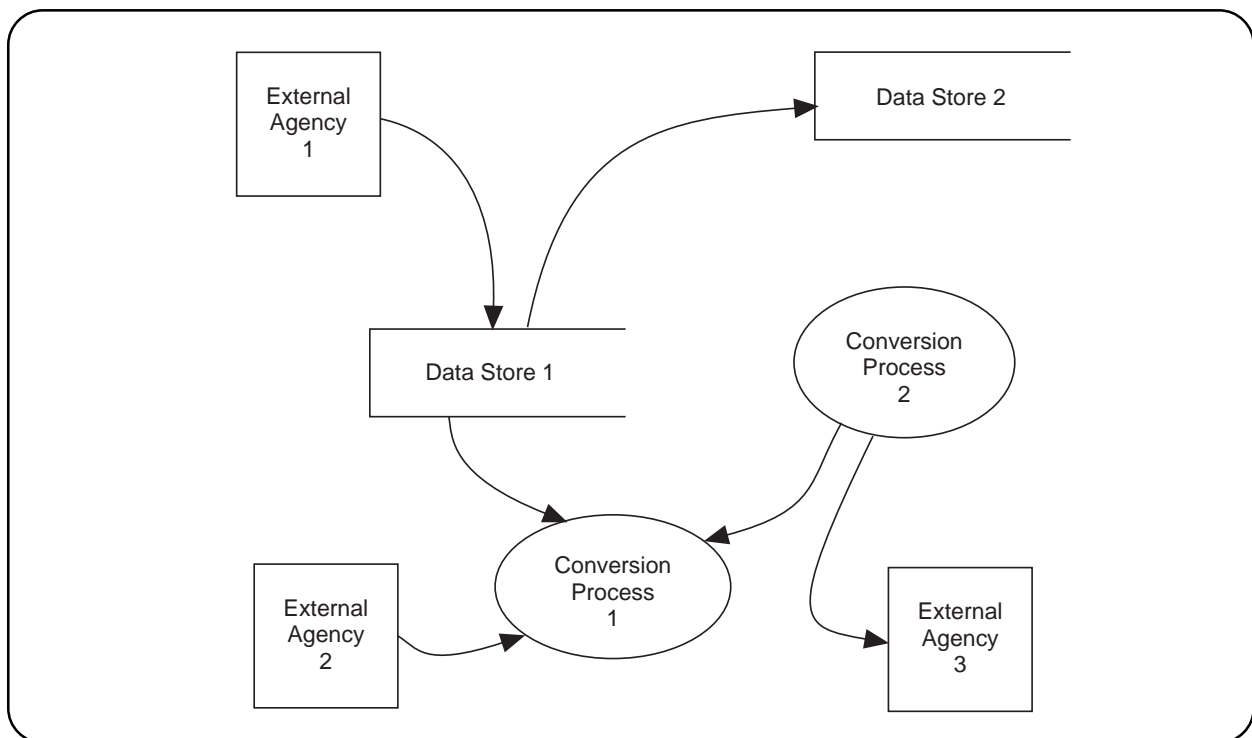 External
Agency
1
Data Store 2
Data Store 1
Conversion
Process
2
Conversion
Process
1
External
Agency
2
External
Agency
3